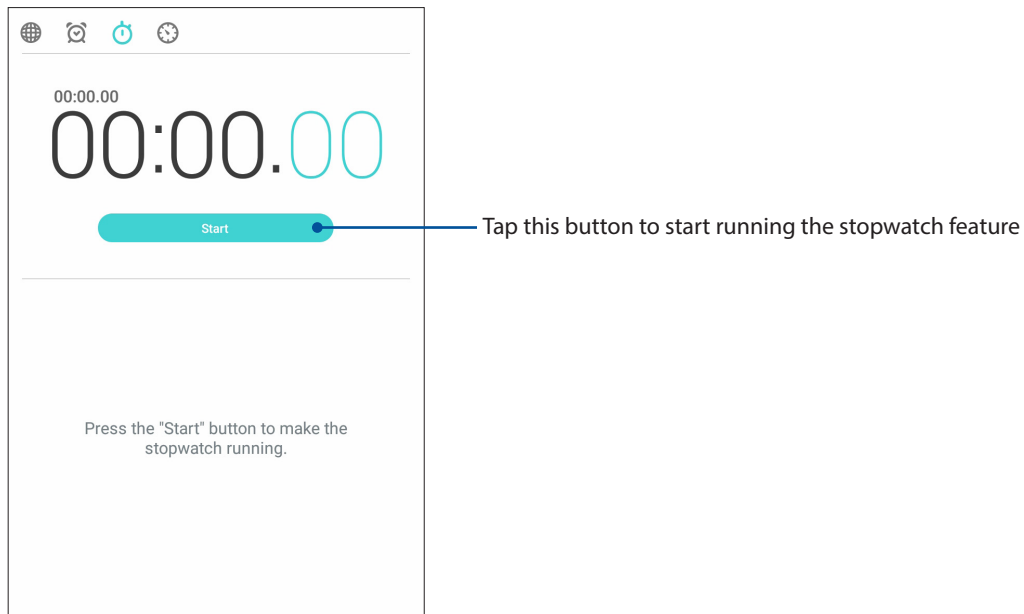 00:00.00
00:00.00
Start
Tap this button to start running the stopwatch feature
Press the "Start" button to make the
stopwatch running.